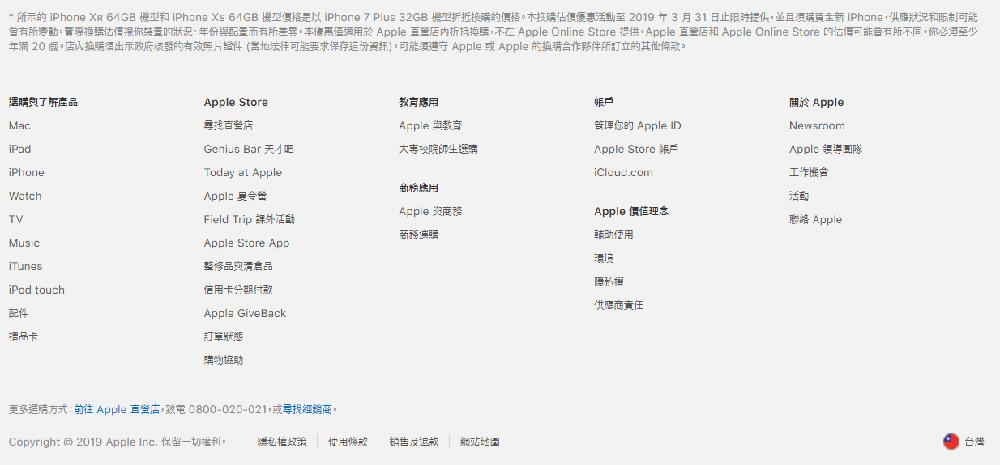 * 所示的 iPhone XR 64GB 機型和 iPhone Xs 64GB 機型價格是以 iPhone 7 Plus 32GB 機型折抵換購的價格。本換購估價優惠活動至 2019 年 3 月 31 日止限時提供，並且須購買全新 iPhone，供應狀況和限制可能
會有所變動。實際換購估價視你裝置的狀況、年份與配置而有所差異。本優惠僅適用於 Apple 直營店內折抵換購，不在 Apple Online Store 提供。Apple 直營店和 Apple Online Store 的估價可能會有所不同。你必須至少
年滿 20 歲。店內換購須出示政府核發的有效照片證件 (當地法律可能要求保存這份資訊)。可能須遵守 Apple 或 Apple 的換購合作夥伴所訂立的其他條款。
選購與了解產品
Mac
iPad
iPhone
Watch
TV
Music
iTunes
iPod touch
配件
禮品卡
Apple Store
尋找直營店
Genius Bar 天才吧
Today at Apple
Apple 夏令營
Field Trip 課外活動
Apple Store App
整修品與清倉品
信用卡分期付款
Apple GiveBack
訂單狀態
購物協助
教育應用
Apple 與教育
大專校院師生選購
商務應用
Apple 與商務
商務選購
帳戶
管理你的 Apple ID
Apple Store 帳戶
iCloud.com
Apple 價值理念
輔助使用
環境
隱私權
供應商責任
關於 Apple
Newsroom
Apple 領導團隊
工作機會
活動
聯絡 Apple
更多選購方式：前往 Apple 直營店，致電 0800-020-021，或尋找經銷商。
Copyright © 2019 Apple Inc. 保留一切權利。 隱私權政策 使用條款 銷售及退款 網站地圖 台灣